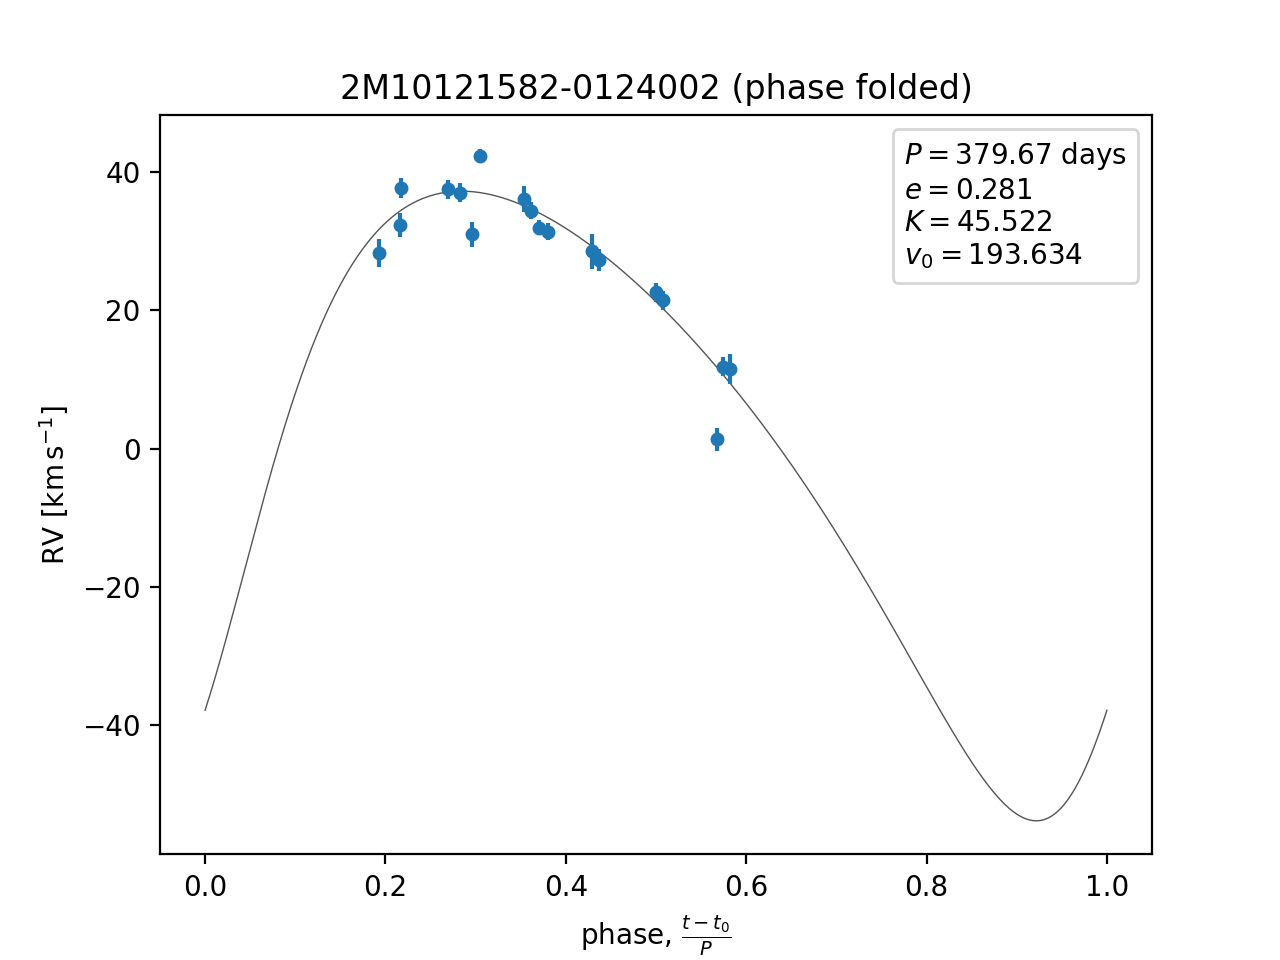 2M10121582-0124002 (phase folded)
P = 379.67 days
e = 0.281
K = 45.522
v₀ = 193.634
40
20
0
−20
−40
RV [km s⁻¹]
0.0 0.2 0.4 0.6 0.8 1.0
phase, (t − t₀)/P